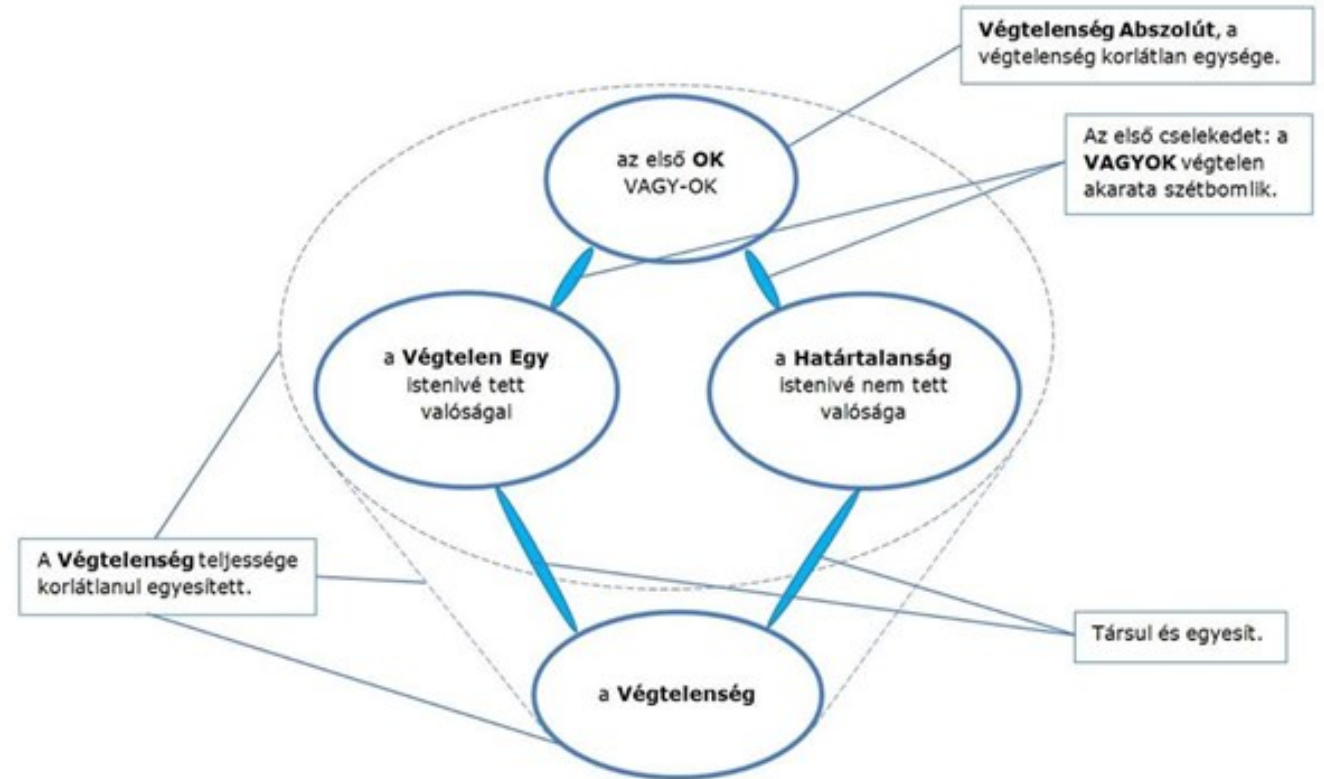 Végtelenség Abszolút, a
végtelenség korlátlan egysége.
Az első cselekedet: a
VAGYOK végtelen
akarata szétbomlik.
az első OK
VAGY-OK
a Végtelen Egy
istenivé tett
valóságai
a Határtalanság
istenivé nem tett
valósága
A Végtelenség teljessége
korlátlanul egyesített.
Társul és egyesít.
a Végtelenség